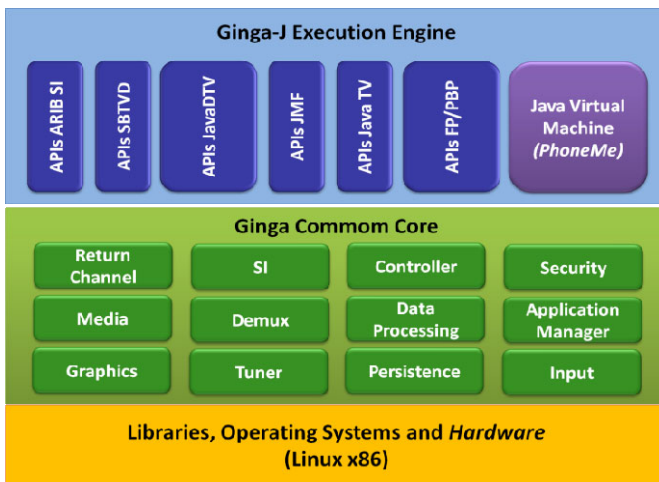 Ginga-J Execution Engine
APIs ARIB SI
APIs SBTVD
APIs JavaDTV
APIs JMF
APIs Java TV
APIs FP/PBP
Java Virtual
Machine
(PhoneMe)
Ginga Commom Core
Return
Channel
SI
Controller
Security
Media
Demux
Data
Processing
Application
Manager
Graphics
Tuner
Persistence
Input
Libraries, Operating Systems and Hardware
(Linux x86)